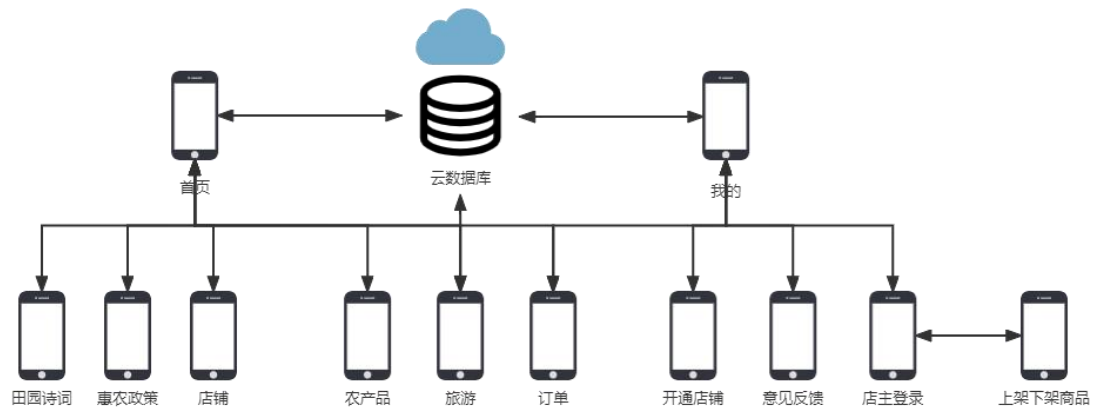 云数据库
首页
我的
田园诗词
惠农政策
店铺
农产品
旅游
订单
开通店铺
意见反馈
店主登录
上架下架商品